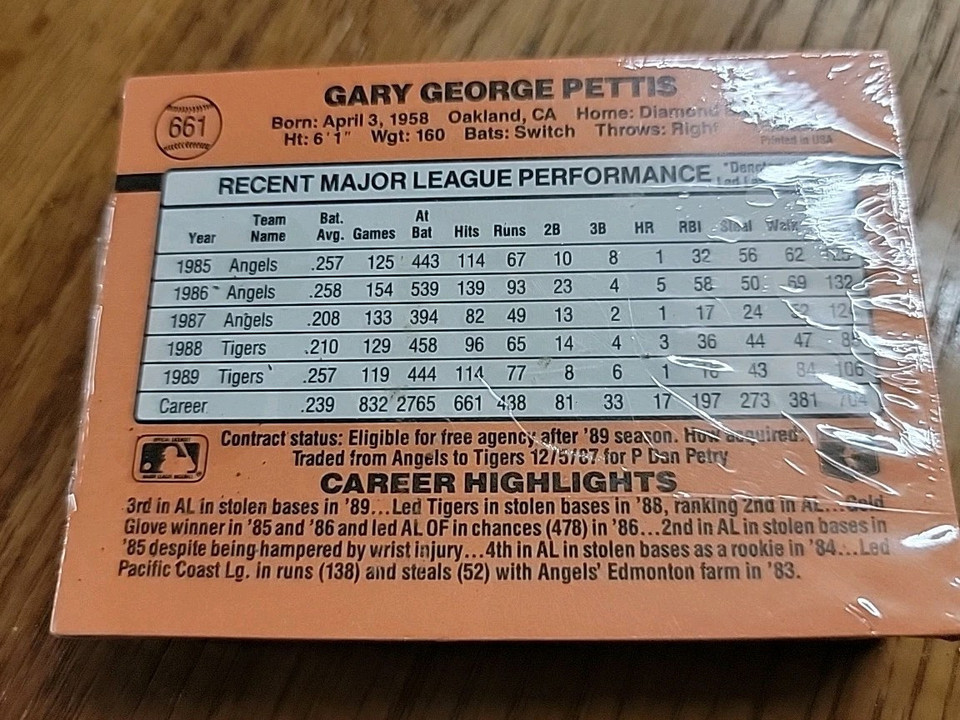 GARY GEORGE PETTIS
661
Born: April 3, 1958 Oakland, CA Home: Diamond
Ht: 6'1" Wgt: 160 Bats: Switch Throws: Right
Printed in USA
RECENT MAJOR LEAGUE PERFORMANCE
Year Team Name Bat. Avg. Games At Bat Hits Runs 2B 3B HR RBI Steal Walk
1985 Angels .257 125 443 114 67 10 8 1 32 56 62 125
1986 Angels .258 154 539 139 93 23 4 5 58 50 69 132
1987 Angels .208 133 394 82 49 13 2 1 17 24 124
1988 Tigers .210 129 458 96 65 14 4 3 36 44 47
1989 Tigers .257 119 444 114 77 8 6 1 18 43 84 106
Career .239 832 2765 661 438 81 33 17 197 273 381 704
Contract status: Eligible for free agency after '89 season. How acquired:
Traded from Angels to Tigers 12/5/87 for P Dan Petry
CAREER HIGHLIGHTS
3rd in AL in stolen bases in '89...Led Tigers in stolen bases in '88, ranking 2nd in AL...Gold
Glove winner in '85 and '86 and led AL OF in chances (478) in '86...2nd in AL in stolen bases in
'85 despite being hampered by wrist injury...4th in AL in stolen bases as a rookie in '84...Led
Pacific Coast Lg. in runs (138) and steals (52) with Angels' Edmonton farm in '83.